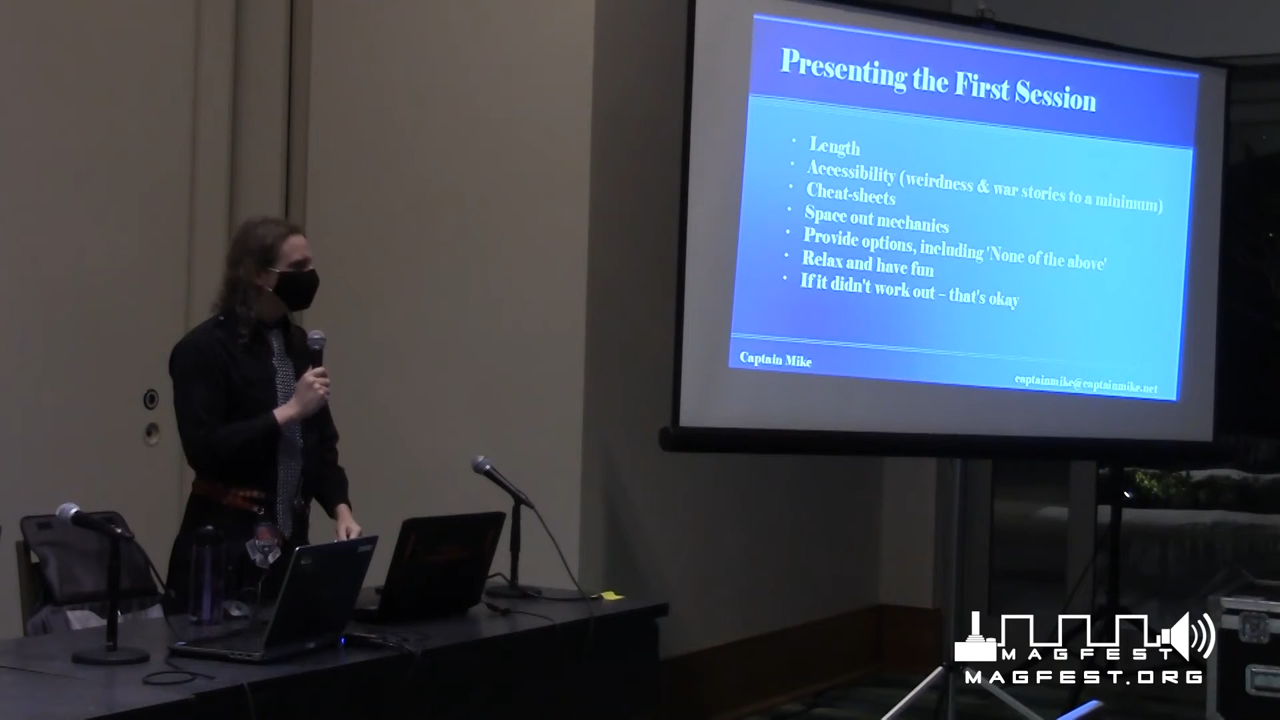 Presenting the First Session
· Length
· Accessibility (weirdness & war stories to a minimum)
· Cheat-sheets
· Space out mechanics
· Provide options, including 'None of the above'
· Relax and have fun
· If it didn't work out – that's okay
Captain Mike
captainmike@captainmike.net
MAGFEST
MAGFEST.ORG